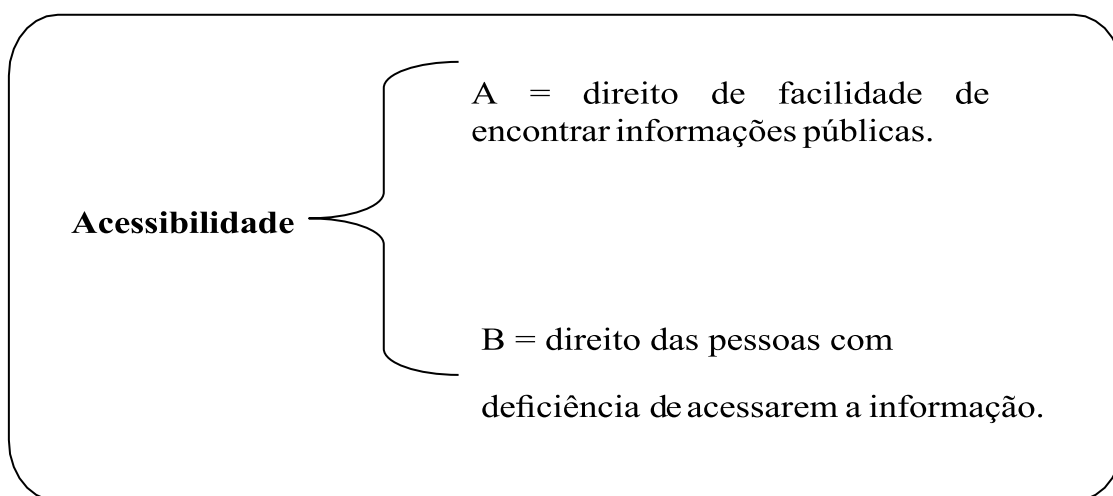 A = direito de facilidade de
encontrar informações públicas.
Acessibilidade
B = direito das pessoas com
deficiência de acessarem a informação.